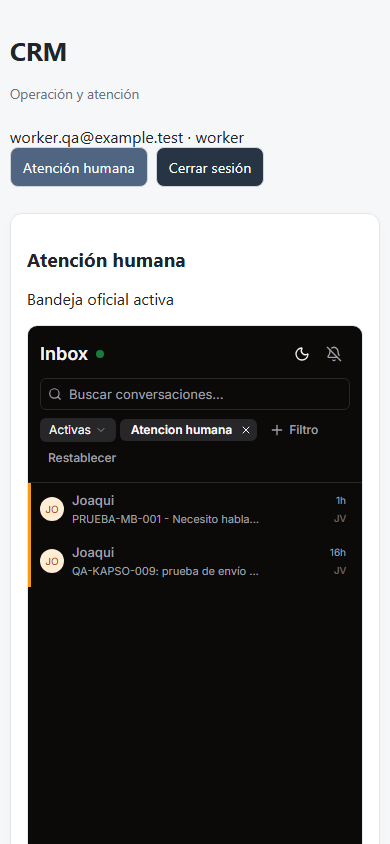 CRM
Operación y atención
worker.qa@example.test · worker
Atención humana
Cerrar sesión
Atención humana
Bandeja oficial activa
Inbox
Buscar conversaciones...
Activas
Atencion humana
Filtro
Restablecer
JO
Joaqui
1h
PRUEBA-MB-001 - Necesito habla...
JV
JO
Joaqui
16h
QA-KAPSO-009: prueba de envío ...
JV